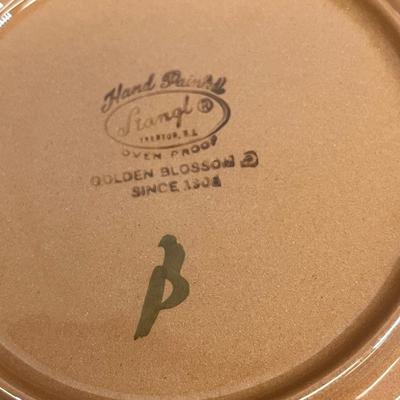 Hand Painted
Stangl ®
TRENTON, N.J.
OVEN PROOF
GOLDEN BLOSSOM
SINCE 1805
B